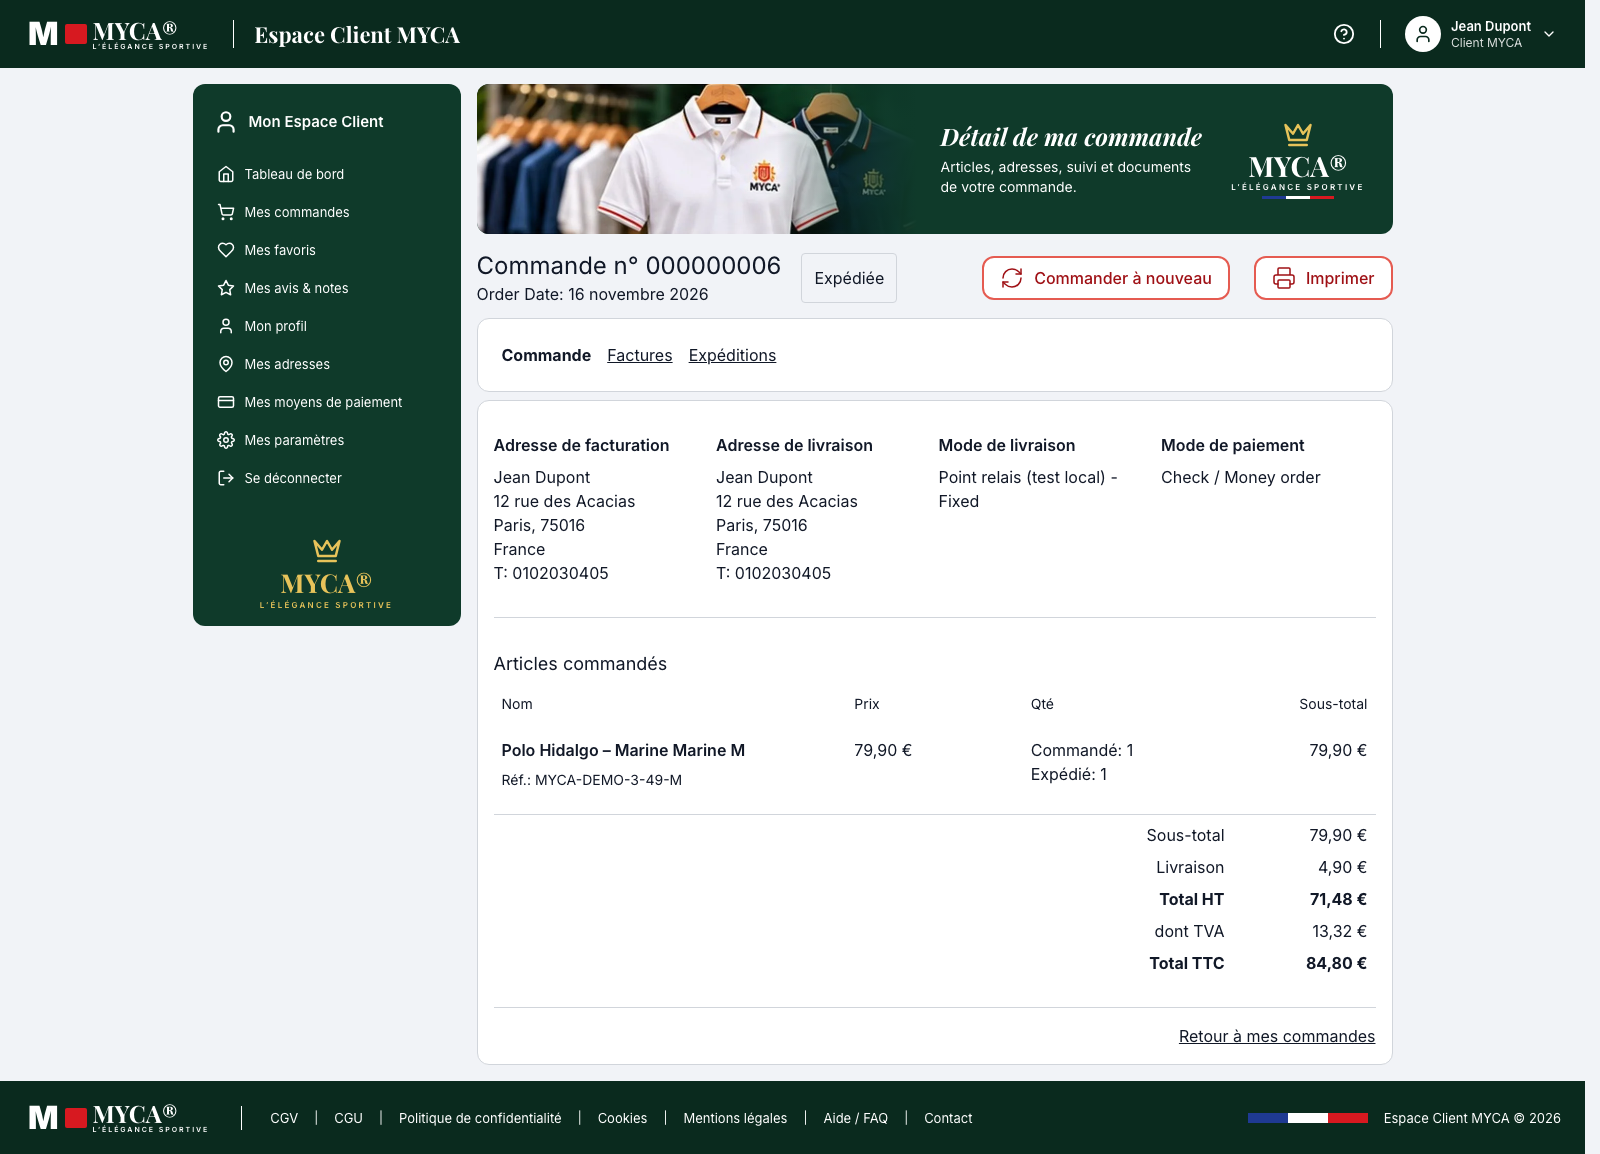 M MYCA®
L'ÉLÉGANCE SPORTIVE
Espace Client MYCA
Jean Dupont
Client MYCA
Mon Espace Client
Tableau de bord
Mes commandes
Mes favoris
Mes avis & notes
Mon profil
Mes adresses
Mes moyens de paiement
Mes paramètres
Se déconnecter
MYCA®
L'ÉLÉGANCE SPORTIVE
MYCA
MYCA
Détail de ma commande
Articles, adresses, suivi et documents
de votre commande.
MYCA®
L'ÉLÉGANCE SPORTIVE
Commande n° 000000006
Order Date: 16 novembre 2026
Expédiée
Commander à nouveau
Imprimer
Commande Factures Expéditions
Adresse de facturation
Jean Dupont
12 rue des Acacias
Paris, 75016
France
T: 0102030405
Adresse de livraison
Jean Dupont
12 rue des Acacias
Paris, 75016
France
T: 0102030405
Mode de livraison
Point relais (test local) -
Fixed
Mode de paiement
Check / Money order
Articles commandés
Nom Prix Qté Sous-total
Polo Hidalgo – Marine Marine M 79,90 € Commandé: 1 79,90 €
Expédié: 1
Réf.: MYCA-DEMO-3-49-M
Sous-total 79,90 €
Livraison 4,90 €
Total HT 71,48 €
dont TVA 13,32 €
Total TTC 84,80 €
Retour à mes commandes
M MYCA®
L'ÉLÉGANCE SPORTIVE
CGV | CGU | Politique de confidentialité | Cookies | Mentions légales | Aide / FAQ | Contact
Espace Client MYCA © 2026